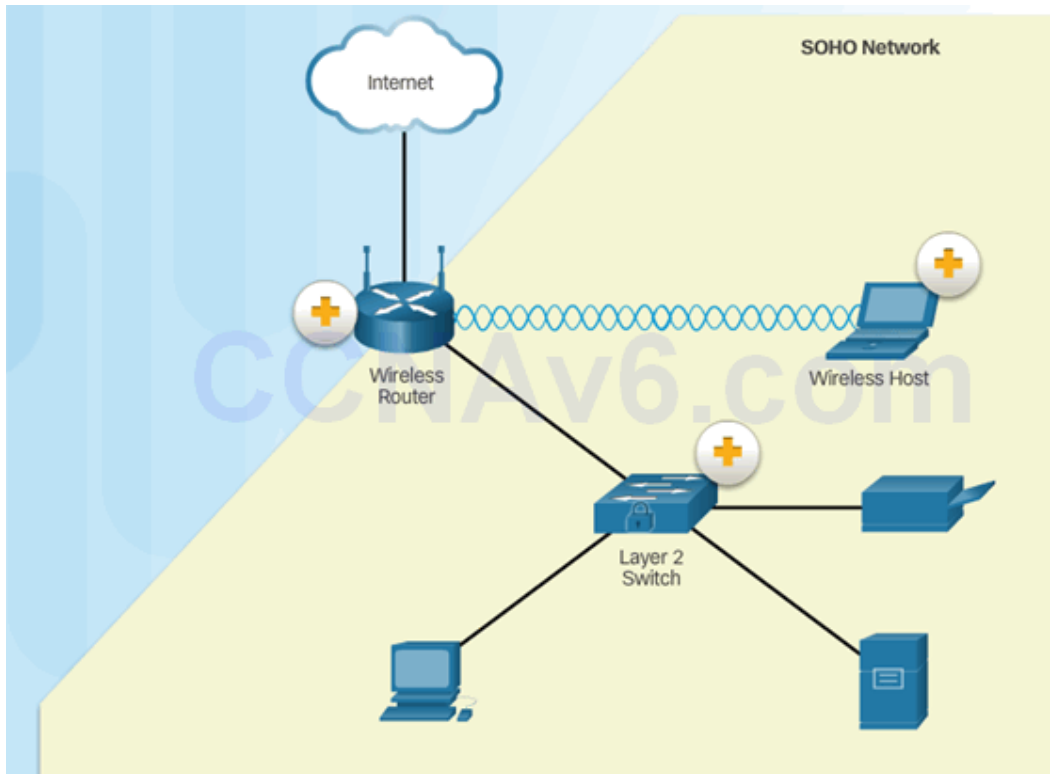 SOHO Network
Internet
Wireless
Router
Wireless Host
CCNAv6.com
Layer 2
Switch